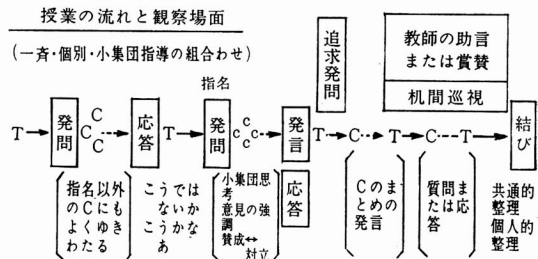 授業の流れと観察場面
(一斉・個別・小集団指導の組合わせ)
追求発問
教師の助言
または賞賛
机間巡視
指名
T→発問 C C C→応答 T→発問 C C C→発言 T→C→T→C---T→結び
応答
指名以外
のCにも
よくゆき
わたる
こうでは
ないか
こうかな
あ
小集団思
考
意見の強
調
賛成↔
対立
Cのま
とめの
発言
質問ま
たは応
答
共通的
整理
個人的
整理